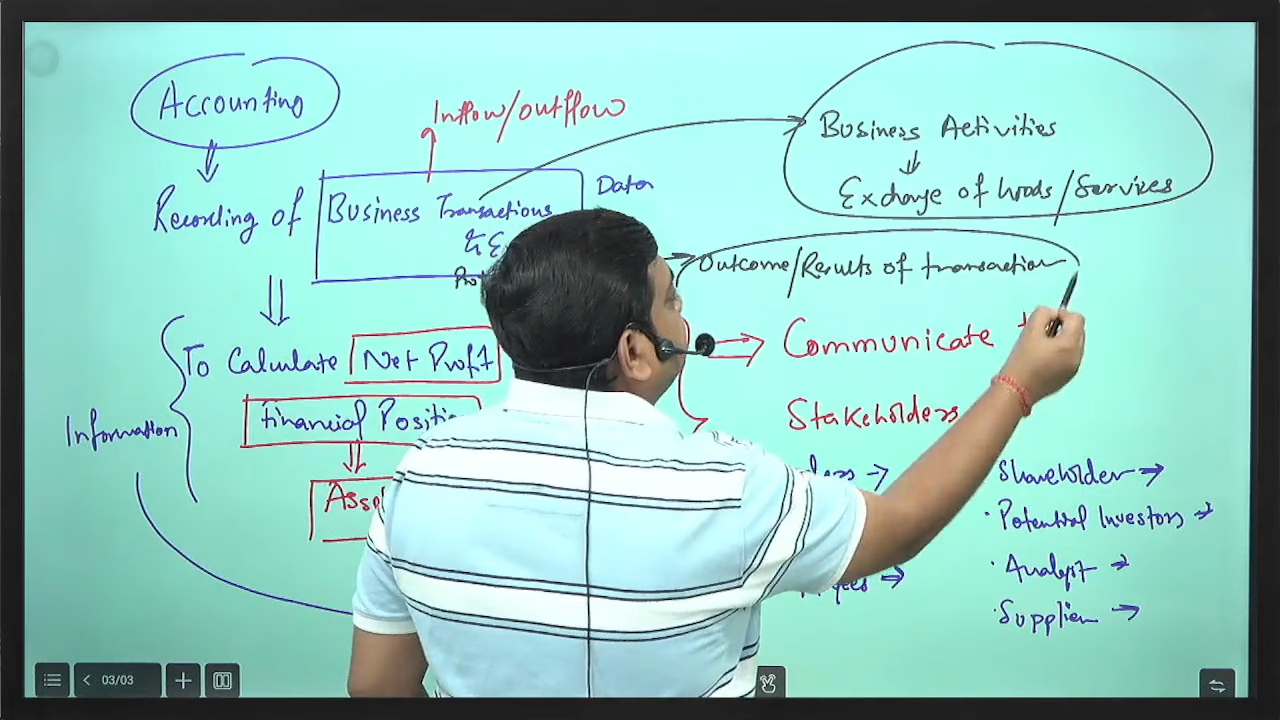 Accounting
Inflow/outflow
Recording of Business Transactions
Data
&
Business Activities
Exchange of Goods/Services
Outcome/Results of transaction
To Calculate Net Profit
Financial
Information
Communicate
Stakeholders
Shareholder
Potential Investors
Analyst
Supplier
03/03